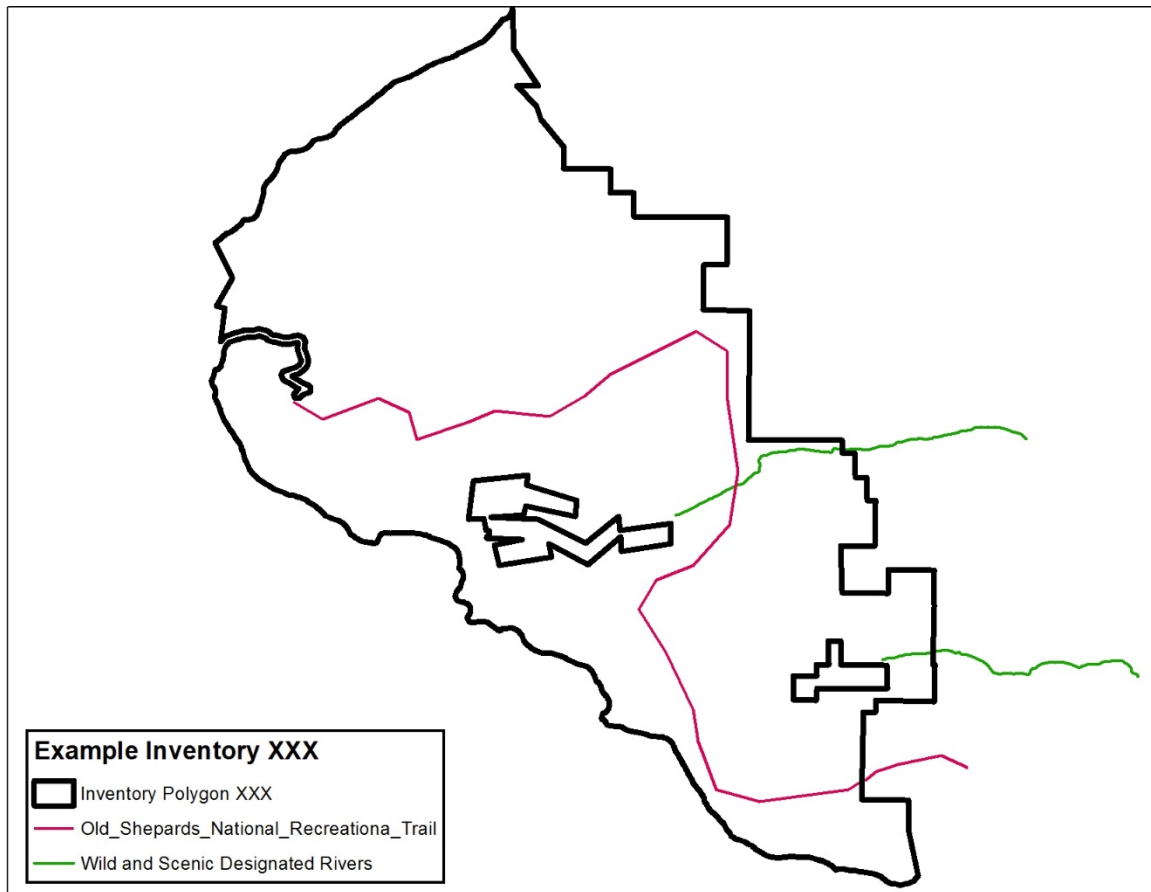 Example Inventory XXX
Inventory Polygon XXX
Old_Shepards_National_Recreationa_Trail
Wild and Scenic Designated Rivers